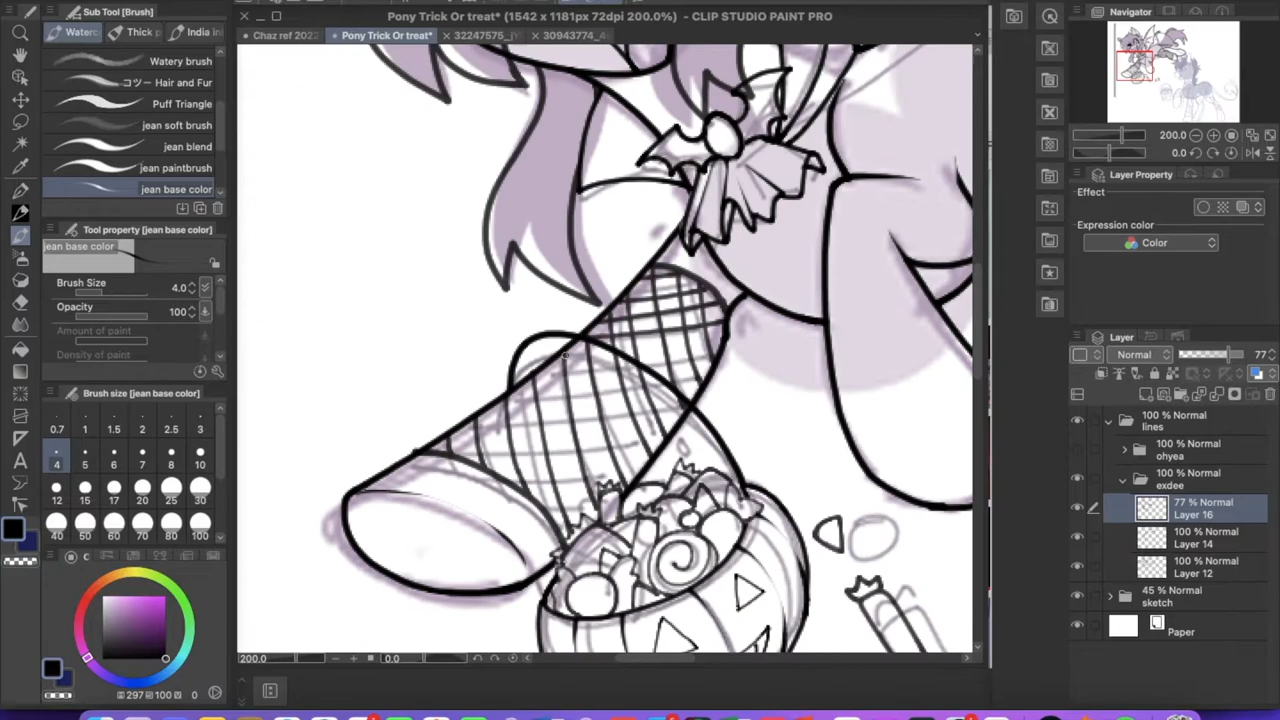 Sub Tool [Brush]
Pony Trick Or treat* (1542 x 1181px 72dpi 200.0%) - CLIP STUDIO PAINT PRO
Navigator
Waterc
Thick p
India in
Chaz ref 2022
Pony Trick Or treat*
32247575_j
30943774_4
Watery brush
コツ - Hair and Fur
Puff Triangle
jean soft brush
jean blend
jean paintbrush
jean base color
200.0
0.0
Layer Property
Effect
Tool property [jean base color]
jean base color
Expression color
Color
Brush Size
4.0
Opacity
100
Amount of paint
Density of paint
Layer
Normal
77
Brush size [jean base color]
0.7
1
1.5
2
2.5
3
4
5
6
7
8
10
12
15
17
20
25
30
40
50
60
70
80
100
100 % Normal
lines
100 % Normal
ohyea
100 % Normal
exdee
77 % Normal
Layer 16
100 % Normal
Layer 14
100 % Normal
Layer 12
45 % Normal
sketch
Paper
200.0
0.0
297
100
0